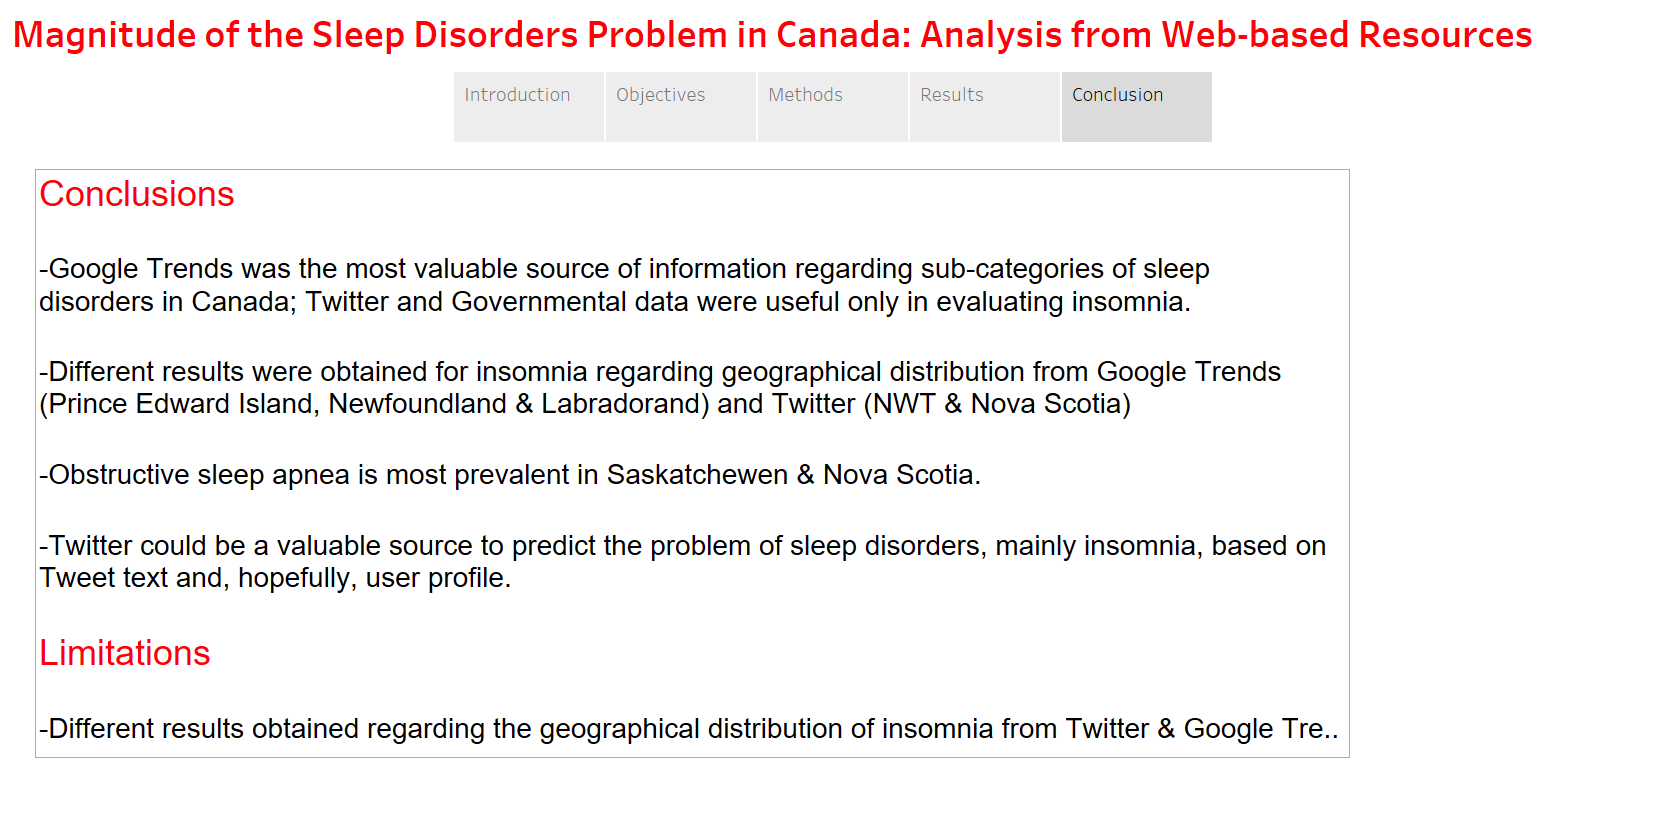 Magnitude of the Sleep Disorders Problem in Canada: Analysis from Web-based Resources
Introduction
Objectives
Methods
Results
Conclusion
Conclusions
-Google Trends was the most valuable source of information regarding sub-categories of sleep
disorders in Canada; Twitter and Governmental data were useful only in evaluating insomnia.
-Different results were obtained for insomnia regarding geographical distribution from Google Trends
(Prince Edward Island, Newfoundland & Labradorand) and Twitter (NWT & Nova Scotia)
-Obstructive sleep apnea is most prevalent in Saskatchewen & Nova Scotia.
-Twitter could be a valuable source to predict the problem of sleep disorders, mainly insomnia, based on
Tweet text and, hopefully, user profile.
Limitations
-Different results obtained regarding the geographical distribution of insomnia from Twitter & Google Tre..